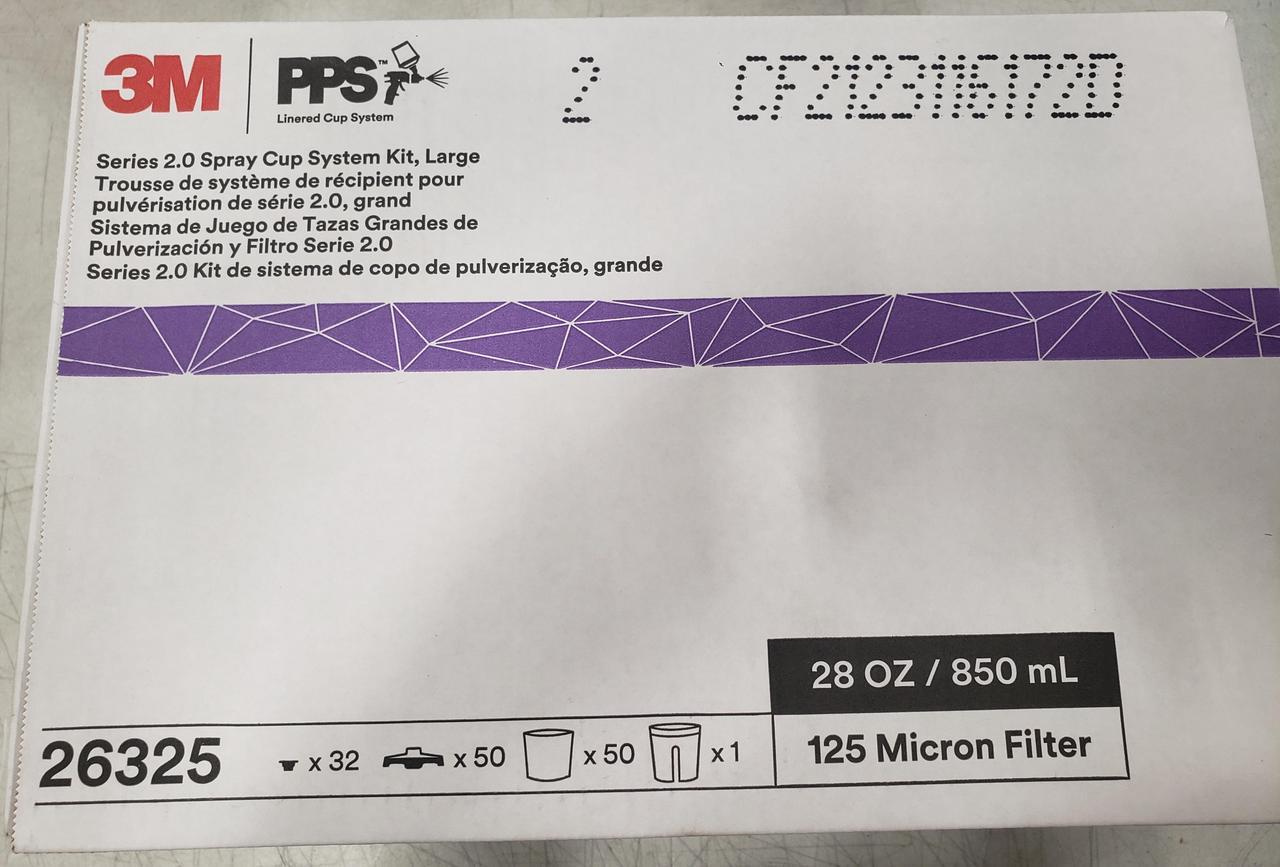 3M
PPS™
Linered Cup System
2
CF2123116172D
Series 2.0 Spray Cup System Kit, Large
Trousse de système de récipient pour
pulvérisation de série 2.0, grand
Sistema de Juego de Tazas Grandes de
Pulverización y Filtro Serie 2.0
Series 2.0 Kit de sistema de copo de pulverização, grande
28 OZ / 850 mL
26325
x 32
x 50
x 50
x 1
125 Micron Filter